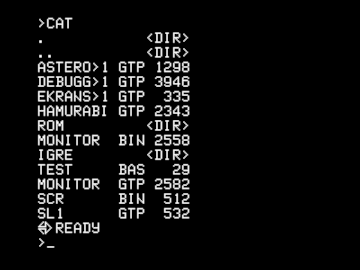 >CAT
.            <DIR>
..           <DIR>
ASTERO>1 GTP 1298
DEBUGG>1 GTP 3946
EKRANS>1 GTP  335
HAMURABI GTP 2343
ROM          <DIR>
MONITOR  BIN 2558
IGRE         <DIR>
TEST     BAS   29
MONITOR  GTP 2582
SCR      BIN  512
SL1      GTP  532
READY
>_